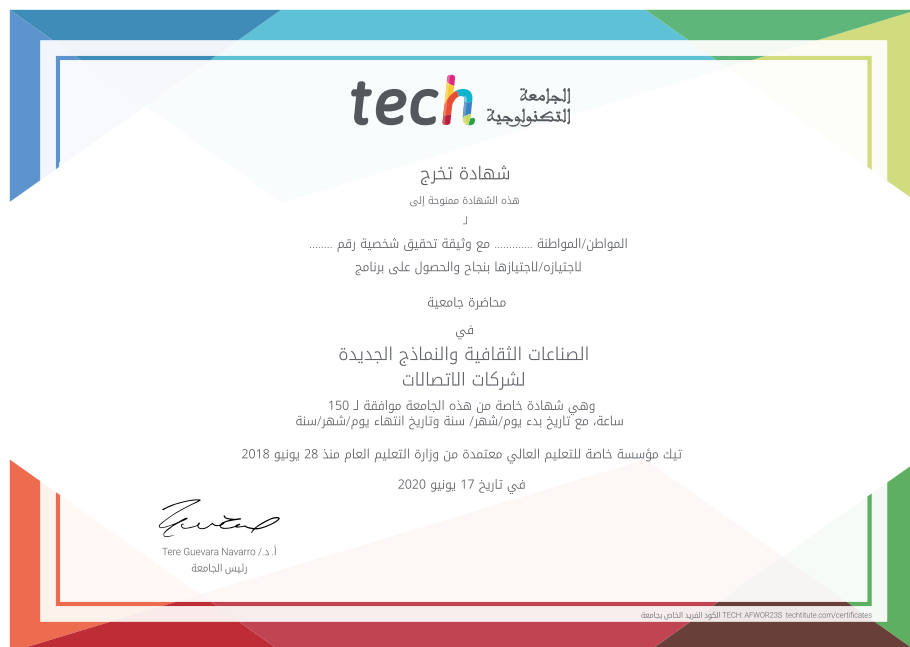 tech الجامعة
التكنولوجية
شهادة تخرج
هذه الشهادة ممنوحة إلى
لـ
المواطن/المواطنة ............. مع وثيقة تحقيق شخصية رقم ........
لاجتيازه/لاجتيازها بنجاح والحصول على برنامج
محاضرة جامعية
في
الصناعات الثقافية والنماذج الجديدة
لشركات الاتصالات
وهي شهادة خاصة من هذه الجامعة موافقة لـ 150
ساعة، مع تاريخ بدء يوم/شهر/ سنة وتاريخ انتهاء يوم/شهر/سنة
تيك مؤسسة خاصة للتعليم العالي معتمدة من وزارة التعليم العام منذ 28 يونيو 2018
في تاريخ 17 يونيو 2020
أ.د./ Tere Guevara Navarro
رئيس الجامعة
الكود الفريد الخاص بجامعة TECH: AFWOR23S techtitute.com/certificates